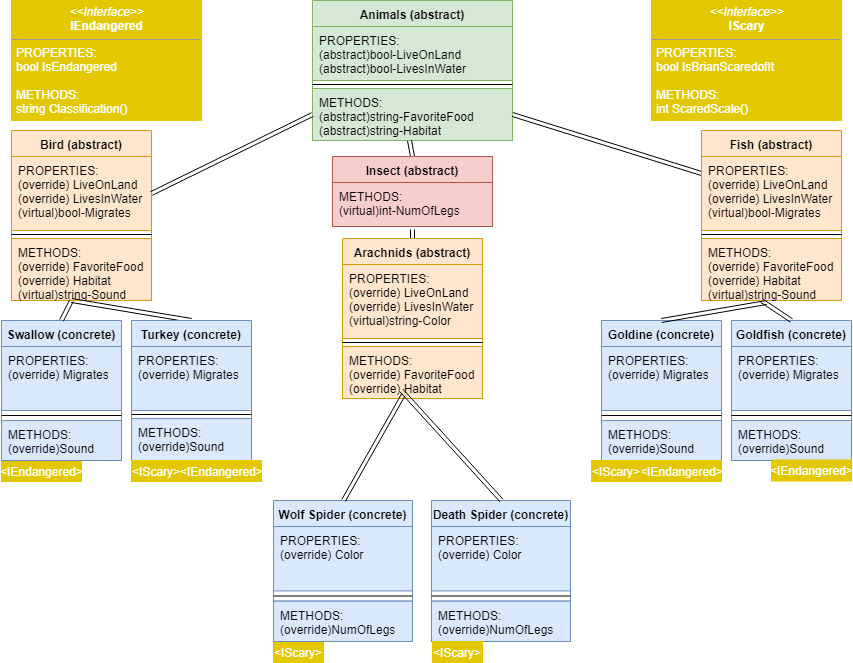 <<Interface>>
IEndangered
PROPERTIES:
bool IsEndangered
METHODS:
string Classification()
Animals (abstract)
PROPERTIES:
(abstract)bool-LiveOnLand
(abstract)bool-LivesInWater
METHODS:
(abstract)string-FavoriteFood
(abstract)string-Habitat
<<Interface>>
IScary
PROPERTIES:
bool IsBrianScaredofIt
METHODS:
int ScaredScale()
Bird (abstract)
PROPERTIES:
(override) LiveOnLand
(override) LivesInWater
(virtual)bool-Migrates
METHODS:
(override) FavoriteFood
(override) Habitat
(virtual)string-Sound
Insect (abstract)
METHODS:
(virtual)int-NumOfLegs
Arachnids (abstract)
PROPERTIES:
(override) LiveOnLand
(override) LivesInWater
(virtual)string-Color
METHODS:
(override) FavoriteFood
(override) Habitat
Fish (abstract)
PROPERTIES:
(override) LiveOnLand
(override) LivesInWater
(virtual)bool-Migrates
METHODS:
(override) FavoriteFood
(override) Habitat
(virtual)string-Sound
Swallow (concrete)
PROPERTIES:
(override) Migrates
METHODS:
(override)Sound
<IEndangered>
Turkey (concrete)
PROPERTIES:
(override) Migrates
METHODS:
(override)Sound
<IScary><IEndangered>
Goldine (concrete)
PROPERTIES:
(override) Migrates
METHODS:
(override)Sound
<IScary><IEndangered>
Goldfish (concrete)
PROPERTIES:
(override) Migrates
METHODS:
(override)Sound
<IEndangered>
Wolf Spider (concrete)
PROPERTIES:
(override) Color
METHODS:
(override)NumOfLegs
<IScary>
Death Spider (concrete)
PROPERTIES:
(override) Color
METHODS:
(override)NumOfLegs
<IScary>